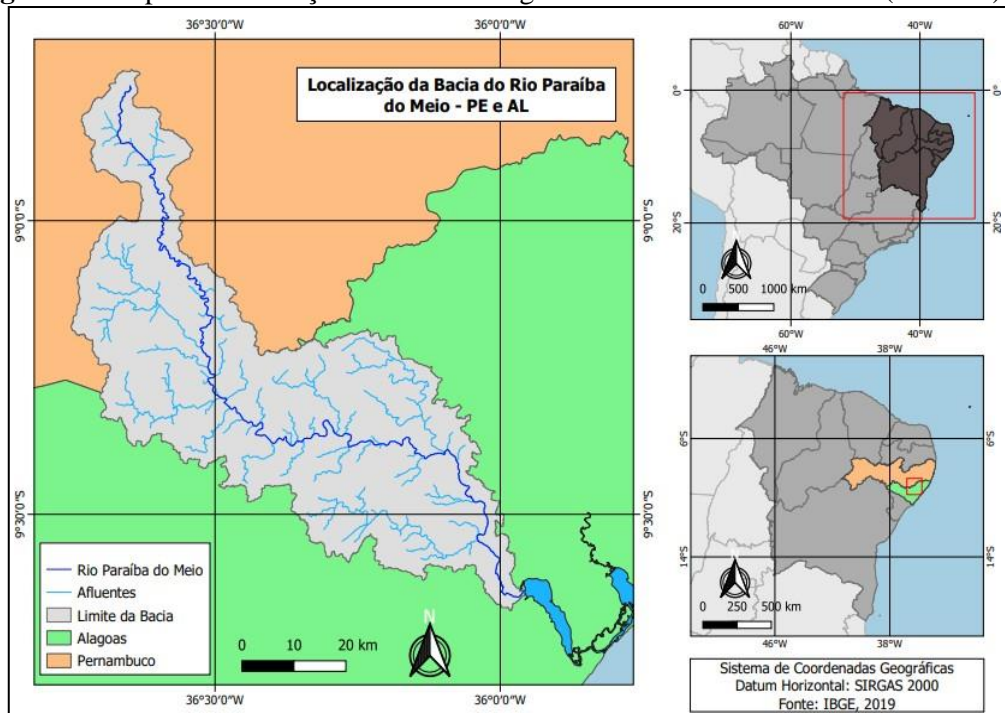 36°30'0"W 36°0'0"W
Localização da Bacia do Rio Paraíba
do Meio - PE e AL
9°0'0"S 9°0'0"S
9°30'0"S 9°30'0"S
Rio Paraíba do Meio
Afluentes
Limite da Bacia
Alagoas
Pernambuco
0 10 20 km
N
36°30'0"W 36°0'0"W
60°W 40°W
0° 0°
20°S 20°S
0 500 1000 km
60°W 40°W
46°W 38°W
6°S 6°S
14°S 14°S
0 250 500 km
46°W 38°W
Sistema de Coordenadas Geográficas
Datum Horizontal: SIRGAS 2000
Fonte: IBGE, 2019